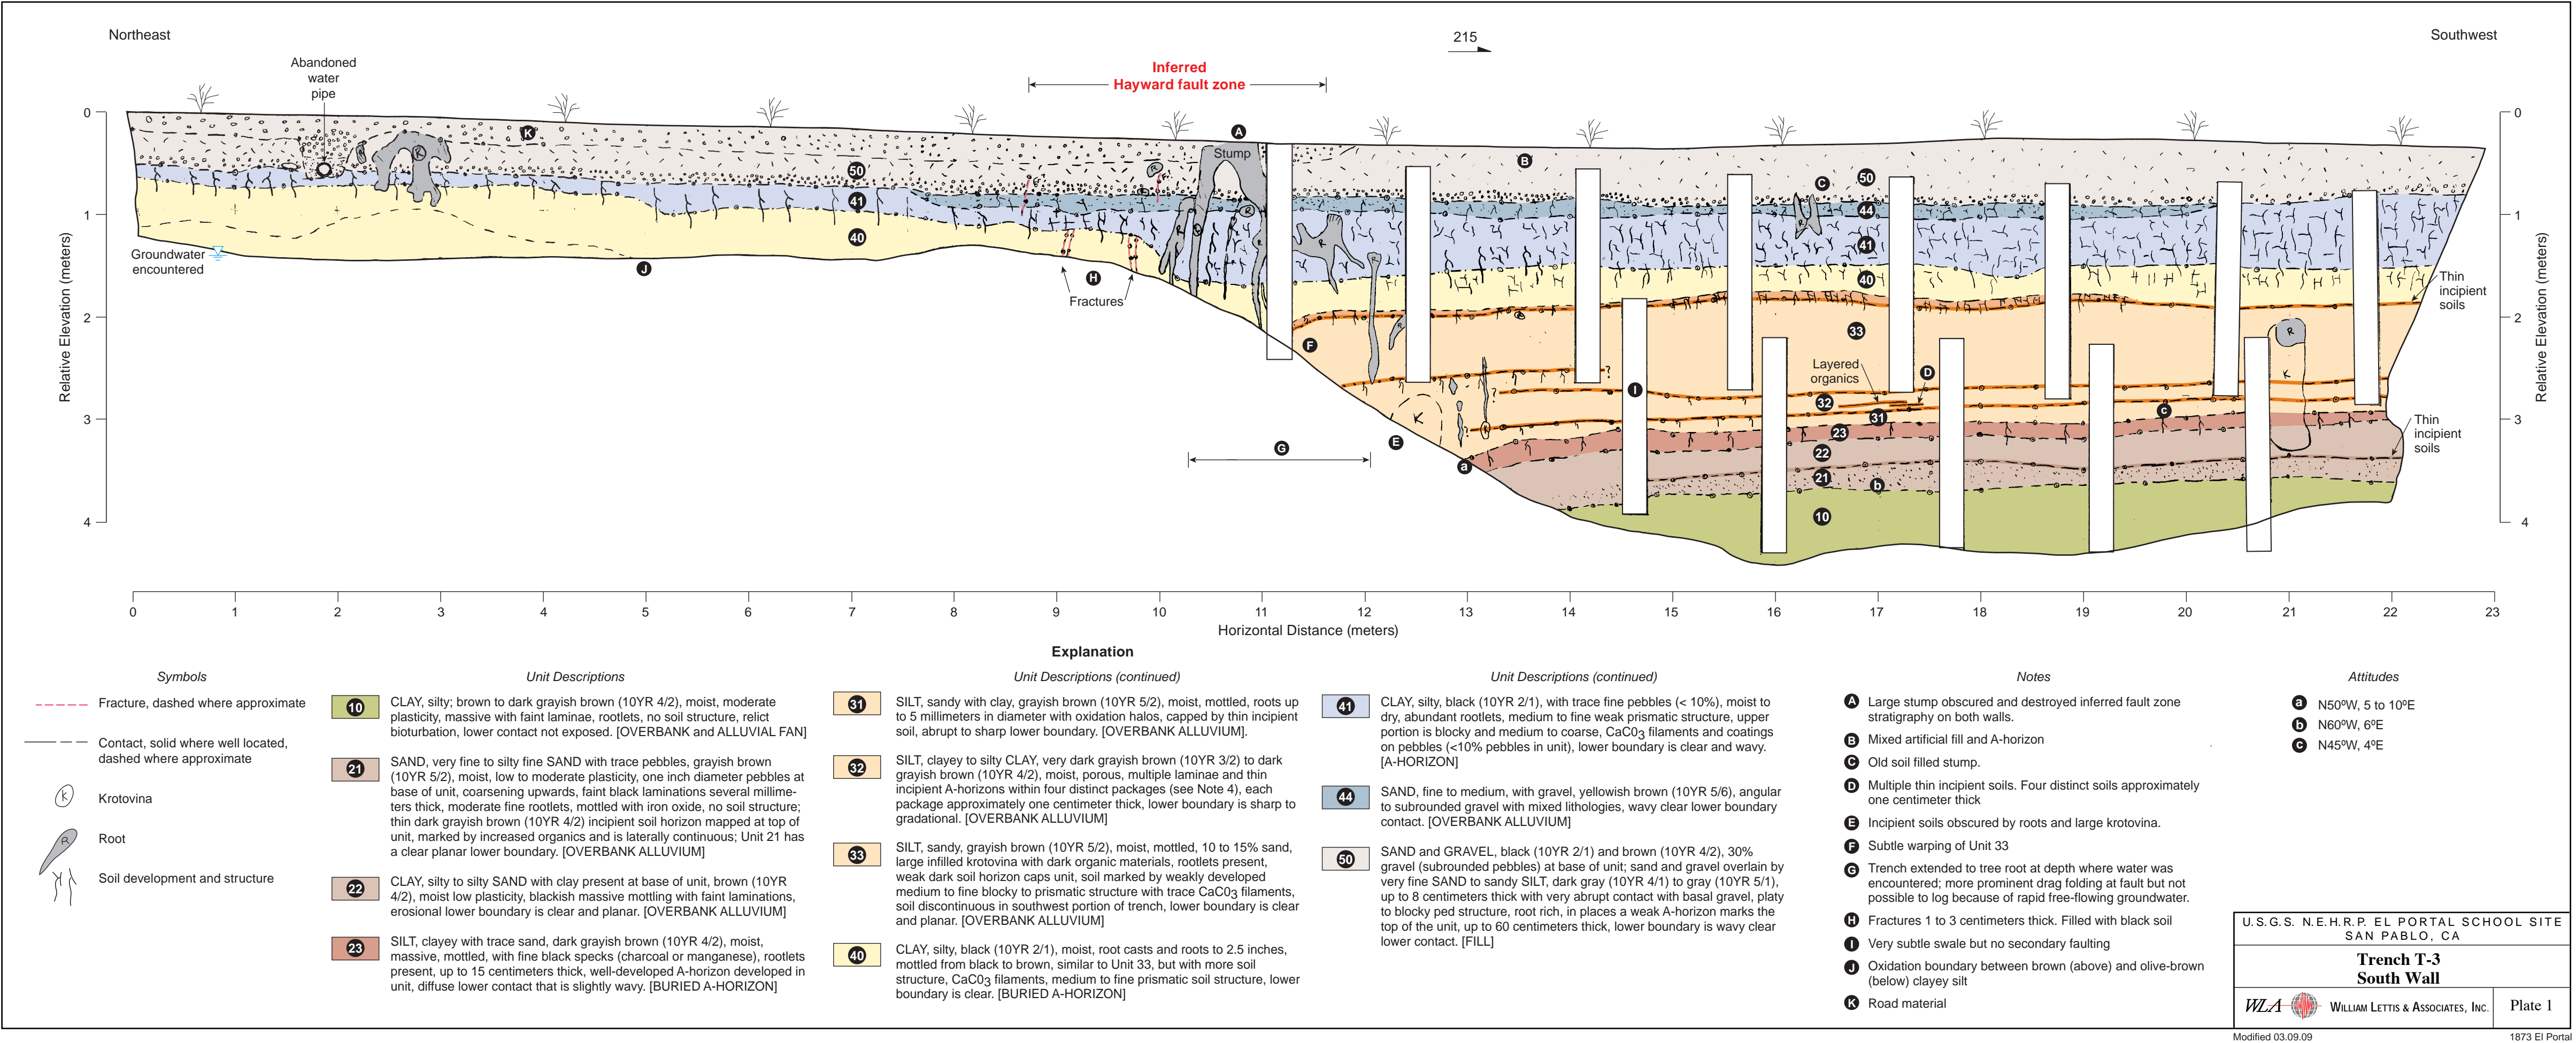 Northeast
215
Southwest
Abandoned
water
pipe
Inferred
Hayward fault zone
Relative Elevation (meters)
0
1
2
3
4
K
R
R
50
41
40
Groundwater
encountered
J
H
Fractures
A
Stump
R
R
R
R
R
B
C
50
44
41
40
33
F
R
R
?
?
?
K
E
G
a
I
Layered
organics
D
32
31
23
22
21
b
10
c
R
K
Thin
incipient
soils
Thin
incipient
soils
0
1
2
3
4
Relative Elevation (meters)
0 1 2 3 4 5 6 7 8 9 10 11 12 13 14 15 16 17 18 19 20 21 22 23
Horizontal Distance (meters)
Explanation
Symbols
Fracture, dashed where approximate
Contact, solid where well located,
dashed where approximate
K
Krotovina
R
Root
Soil development and structure
Unit Descriptions
10 CLAY, silty; brown to dark grayish brown (10YR 4/2), moist, moderate
plasticity, massive with faint laminae, rootlets, no soil structure, relict
bioturbation, lower contact not exposed. [OVERBANK and ALLUVIAL FAN]
21 SAND, very fine to silty fine SAND with trace pebbles, grayish brown
(10YR 5/2), moist, low to moderate plasticity, one inch diameter pebbles at
base of unit, coarsening upwards, faint black laminations several millime-
ters thick, moderate fine rootlets, mottled with iron oxide, no soil structure;
thin dark grayish brown (10YR 4/2) incipient soil horizon mapped at top of
unit, marked by increased organics and is laterally continuous; Unit 21 has
a clear planar lower boundary. [OVERBANK ALLUVIUM]
22 CLAY, silty to silty SAND with clay present at base of unit, brown (10YR
4/2), moist low plasticity, blackish massive mottling with faint laminations,
erosional lower boundary is clear and planar. [OVERBANK ALLUVIUM]
23 SILT, clayey with trace sand, dark grayish brown (10YR 4/2), moist,
massive, mottled, with fine black specks (charcoal or manganese), rootlets
present, up to 15 centimeters thick, well-developed A-horizon developed in
unit, diffuse lower contact that is slightly wavy. [BURIED A-HORIZON]
Unit Descriptions (continued)
31 SILT, sandy with clay, grayish brown (10YR 5/2), moist, mottled, roots up
to 5 millimeters in diameter with oxidation halos, capped by thin incipient
soil, abrupt to sharp lower boundary. [OVERBANK ALLUVIUM].
32 SILT, clayey to silty CLAY, very dark grayish brown (10YR 3/2) to dark
grayish brown (10YR 4/2), moist, porous, multiple laminae and thin
incipient A-horizons within four distinct packages (see Note 4), each
package approximately one centimeter thick, lower boundary is sharp to
gradational. [OVERBANK ALLUVIUM]
33 SILT, sandy, grayish brown (10YR 5/2), moist, mottled, 10 to 15% sand,
large infilled krotovina with dark organic materials, rootlets present,
weak dark soil horizon caps unit, soil marked by weakly developed
medium to fine blocky to prismatic structure with trace CaCO3 filaments,
soil discontinuous in southwest portion of trench, lower boundary is clear
and planar. [OVERBANK ALLUVIUM]
40 CLAY, silty, black (10YR 2/1), moist, root casts and roots to 2.5 inches,
mottled from black to brown, similar to Unit 33, but with more soil
structure, CaCO3 filaments, medium to fine prismatic soil structure, lower
boundary is clear. [BURIED A-HORIZON]
Unit Descriptions (continued)
41 CLAY, silty, black (10YR 2/1), with trace fine pebbles (< 10%), moist to
dry, abundant rootlets, medium to fine weak prismatic structure, upper
portion is blocky and medium to coarse, CaCO3 filaments and coatings
on pebbles (<10% pebbles in unit), lower boundary is clear and wavy.
[A-HORIZON]
44 SAND, fine to medium, with gravel, yellowish brown (10YR 5/6), angular
to subrounded gravel with mixed lithologies, wavy clear lower boundary
contact. [OVERBANK ALLUVIUM]
50 SAND and GRAVEL, black (10YR 2/1) and brown (10YR 4/2), 30%
gravel (subrounded pebbles) at base of unit; sand and gravel overlain by
very fine SAND to sandy SILT, dark gray (10YR 4/1) to gray (10YR 5/1),
up to 8 centimeters thick with very abrupt contact with basal gravel, platy
to blocky ped structure, root rich, in places a weak A-horizon marks the
top of the unit, up to 60 centimeters thick, lower boundary is wavy clear
lower contact. [FILL]
Notes
A Large stump obscured and destroyed inferred fault zone
stratigraphy on both walls.
B Mixed artificial fill and A-horizon
C Old soil filled stump.
D Multiple thin incipient soils. Four distinct soils approximately
one centimeter thick
E Incipient soils obscured by roots and large krotovina.
F Subtle warping of Unit 33
G Trench extended to tree root at depth where water was
encountered; more prominent drag folding at fault but not
possible to log because of rapid free-flowing groundwater.
H Fractures 1 to 3 centimeters thick. Filled with black soil
I Very subtle swale but no secondary faulting
J Oxidation boundary between brown (above) and olive-brown
(below) clayey silt
K Road material
Attitudes
a N50ºW, 5 to 10ºE
b N60ºW, 6ºE
c N45ºW, 4ºE
U.S.G.S. N.E.H.R.P. EL PORTAL SCHOOL SITE
SAN PABLO, CA
Trench T-3
South Wall
WLA WILLIAM LETTIS & ASSOCIATES, INC.
Plate 1
Modified 03.09.09
1873 El Portal